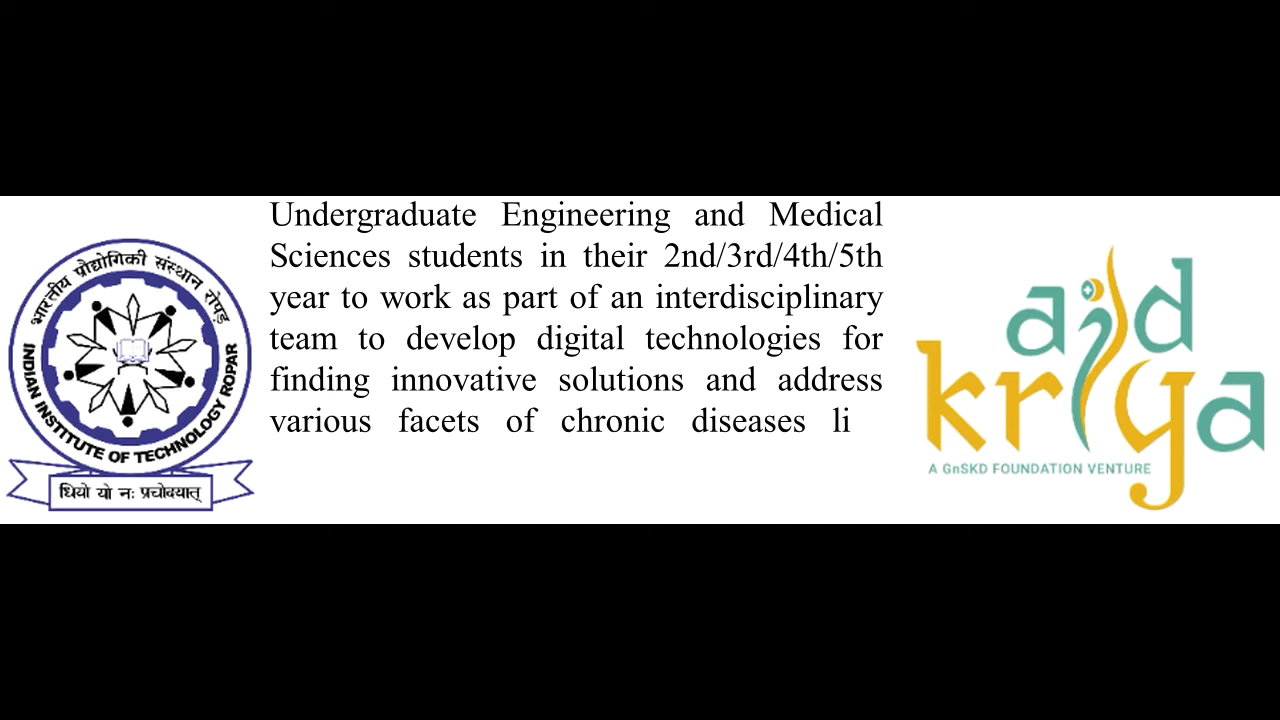 भारतीय प्रौद्योगिकी संस्थान रोपड़
INDIAN INSTITUTE OF TECHNOLOGY ROPAR
धियो यो नः प्रचोदयात्
Undergraduate Engineering and Medical
Sciences students in their 2nd/3rd/4th/5th
year to work as part of an interdisciplinary
team to develop digital technologies for
finding innovative solutions and address
various facets of chronic diseases li
aid
kriya
A GnSKD FOUNDATION VENTURE